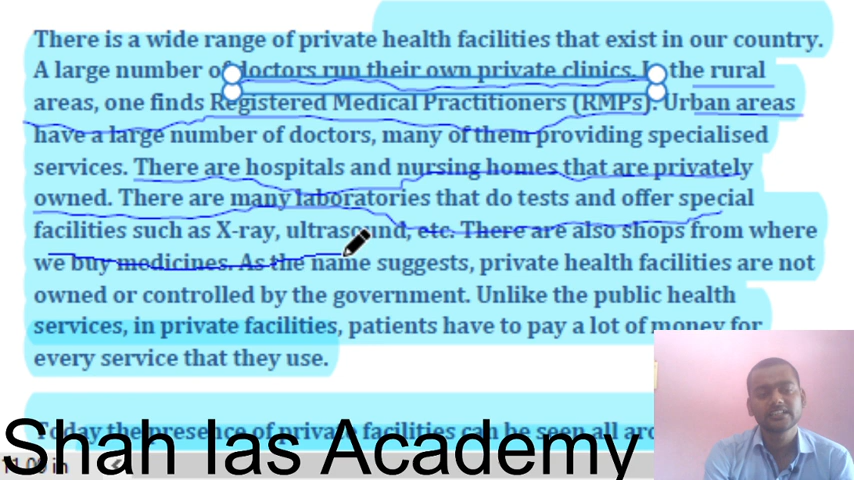 There is a wide range of private health facilities that exist in our country.
A large number of doctors run their own private clinics. In the rural
areas, one finds Registered Medical Practitioners (RMPs). Urban areas
have a large number of doctors, many of them providing specialised
services. There are hospitals and nursing homes that are privately
owned. There are many laboratories that do tests and offer special
facilities such as X-ray, ultrasound, etc. There are also shops from where
we buy medicines. As the name suggests, private health facilities are not
owned or controlled by the government. Unlike the public health
services, in private facilities, patients have to pay a lot of money for
every service that they use.
Today the presence of private facilities can be seen all
Shah Ias Academy